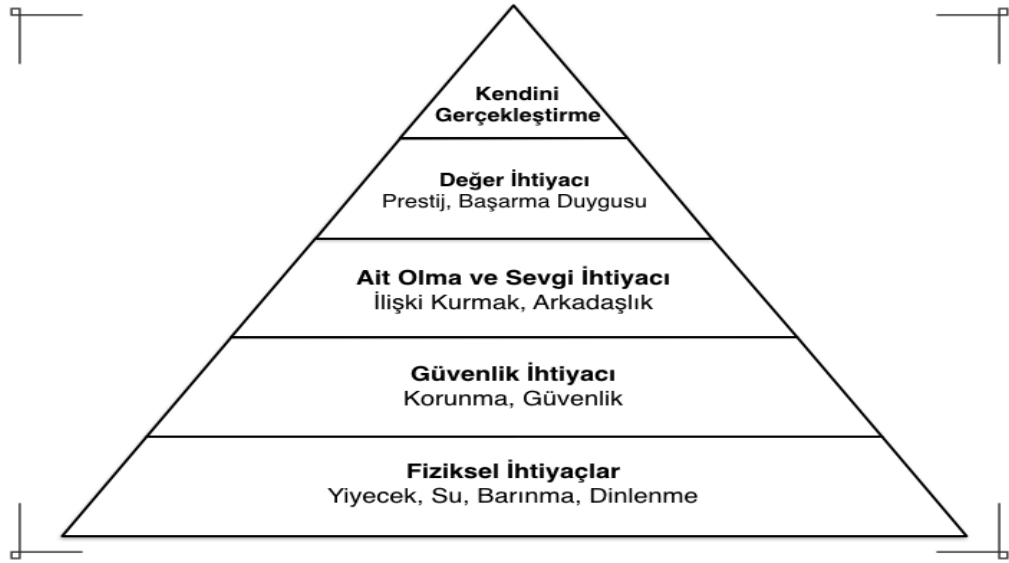 Kendini
Gerçekleştirme
Değer İhtiyacı
Prestij, Başarma Duygusu
Ait Olma ve Sevgi İhtiyacı
İlişki Kurmak, Arkadaşlık
Güvenlik İhtiyacı
Korunma, Güvenlik
Fiziksel İhtiyaçlar
Yiyecek, Su, Barınma, Dinlenme